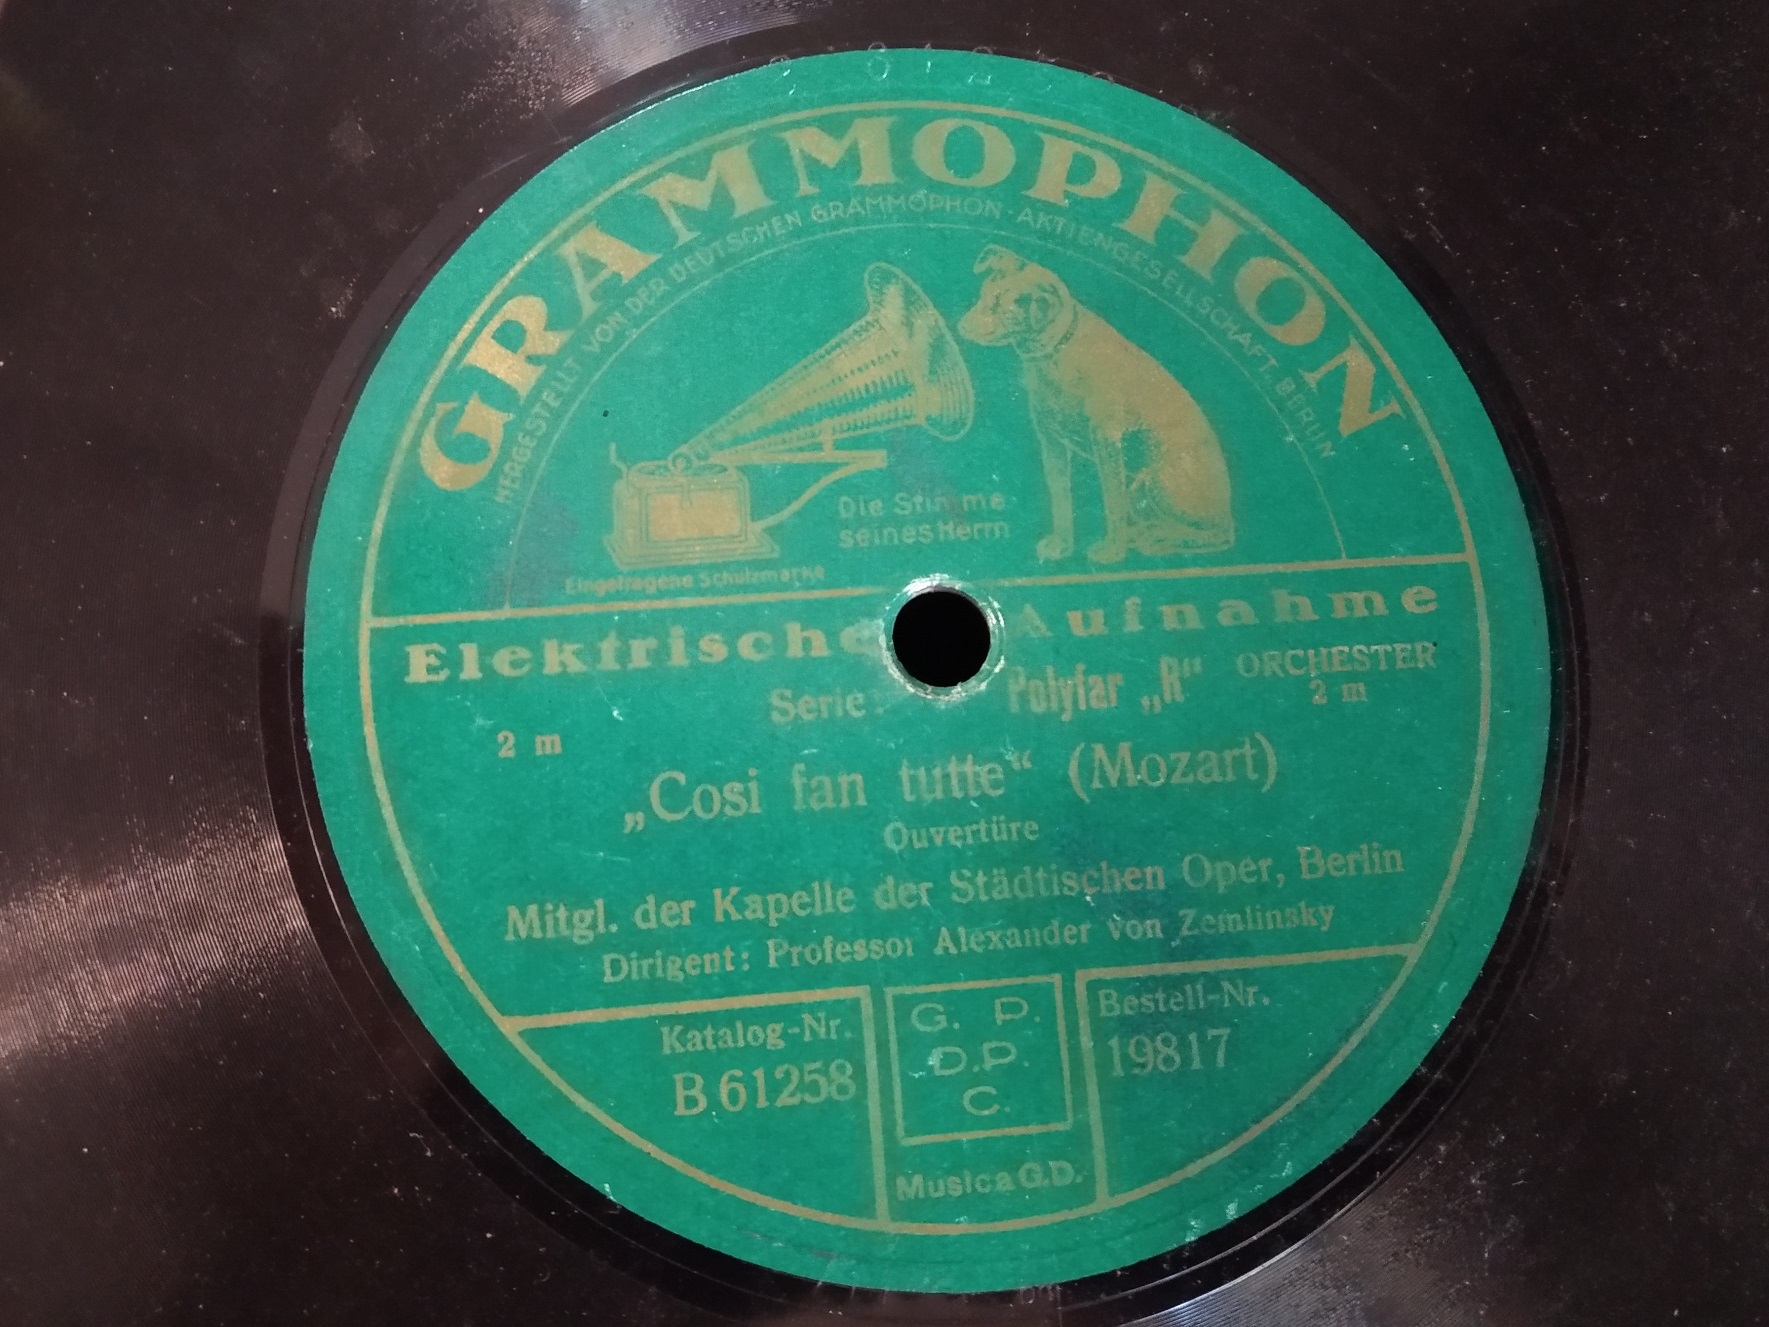 GRAMMOPHON
HERGESTELLT VON DER DEUTSCHEN GRAMMOPHON-AKTIENGESELLSCHAFT, BERLIN
Die Stimme
seines Herrn
Eingetragene Schutzmarke
Elektrische Aufnahme
Serie: Polyfar „R“ ORCHESTER
2 m
2 m
„Cosi fan tutte“ (Mozart)
Ouvertüre
Mitgl. der Kapelle der Städtischen Oper, Berlin
Dirigent: Professor Alexander von Zemlinsky
Katalog-Nr.
B 61258
G. P.
D.P.
C.
Musica G.D.
Bestell-Nr.
19817